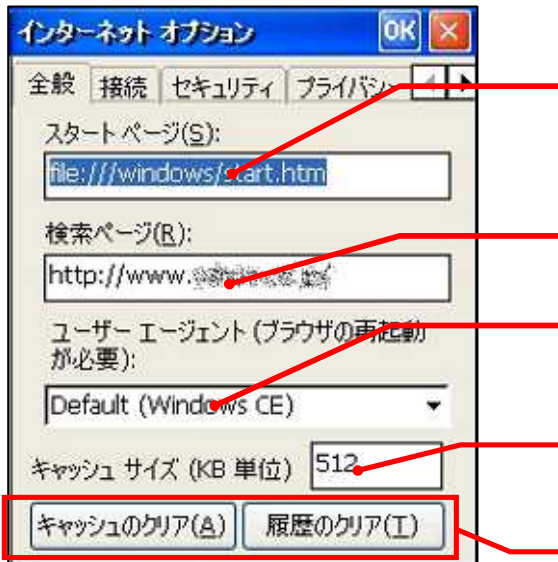 インターネット オプション OK
全般 接続 セキュリティ プライバシー
スタート ページ(S):
file:///windows/start.htm
検索ページ(R):
http://www.
ユーザー エージェント (ブラウザの再起動
が必要):
Default (Windows CE)
キャッシュ サイズ (KB 単位) 512
キャッシュのクリア(A) 履歴のクリア(T)